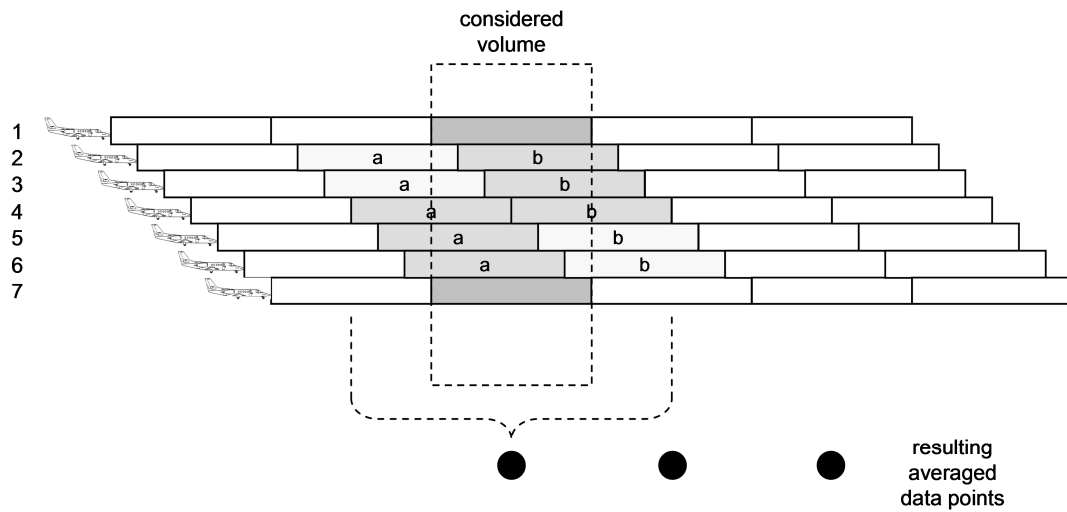 considered
volume
1
2 a b
3 a b
4 a b
5 a b
6 a b
7
resulting
averaged
data points